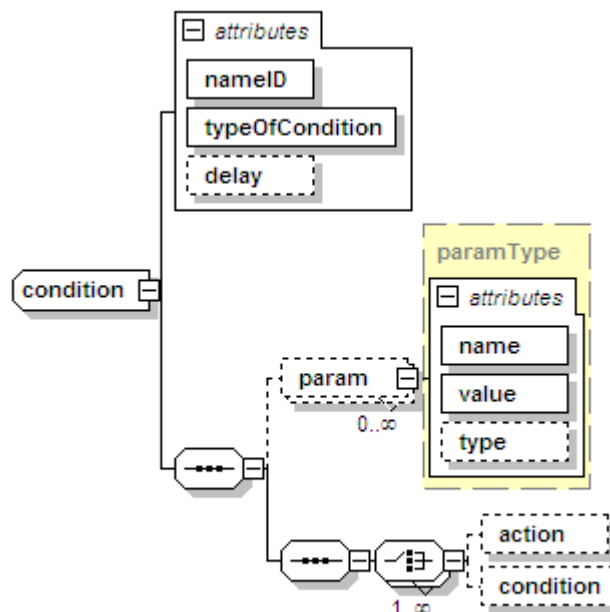 attributes
nameID
typeOfCondition
delay
condition
paramType
attributes
name
value
type
param
0..∞
action
condition
1..∞